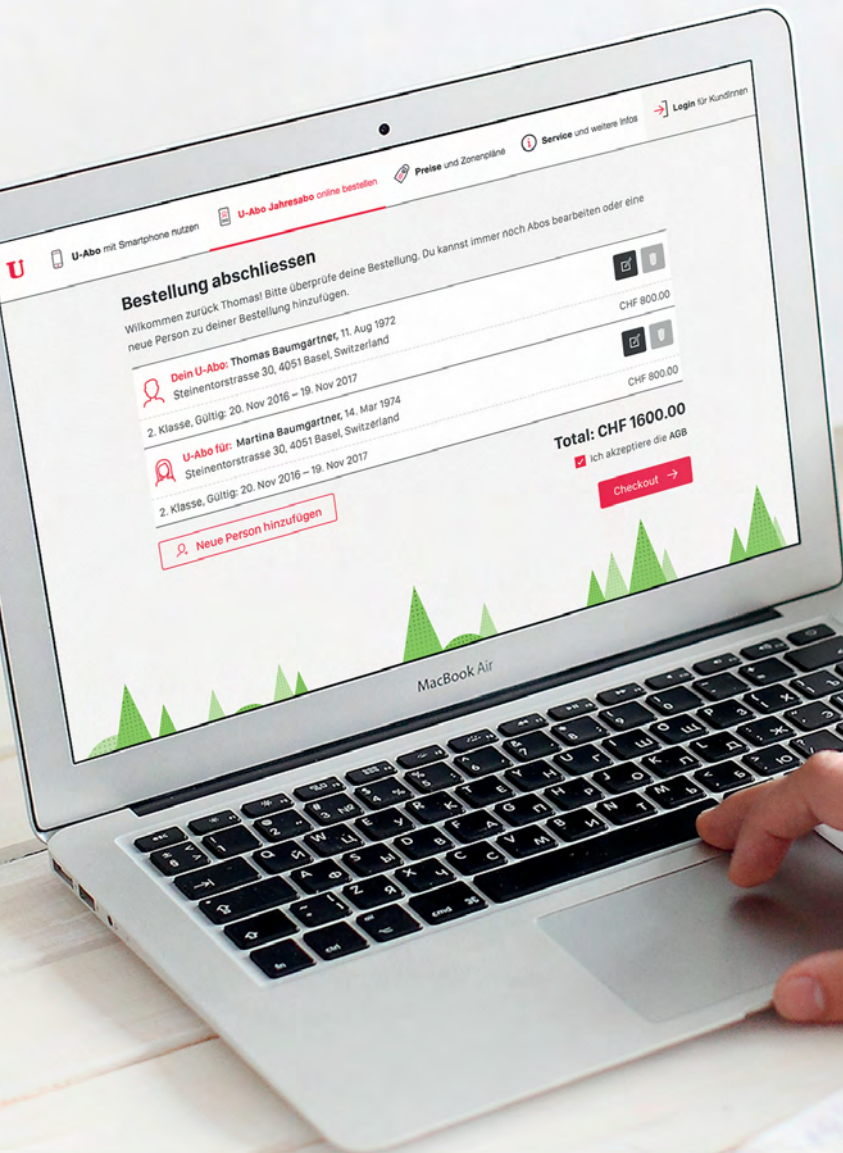 U
U-Abo mit Smartphone nutzen
U-Abo Jahresabo online bestellen
Preise und Zonenpläne
Service und weitere Infos
Login für KundInnen
Bestellung abschliessen
Wilkommen zurück Thomas! Bitte überprüfe deine Bestellung. Du kannst immer noch Abos bearbeiten oder eine
neue Person zu deiner Bestellung hinzufügen.
Dein U-Abo: Thomas Baumgartner, 11. Aug 1972
Steinentorstrasse 30, 4051 Basel, Switzerland
2. Klasse, Gültig: 20. Nov 2016 – 19. Nov 2017
CHF 800.00
U-Abo für: Martina Baumgartner, 14. Mar 1974
Steinentorstrasse 30, 4051 Basel, Switzerland
2. Klasse, Gültig: 20. Nov 2016 – 19. Nov 2017
CHF 800.00
Total: CHF 1600.00
Ich akzeptiere die AGB
Neue Person hinzufügen
Checkout
MacBook Air